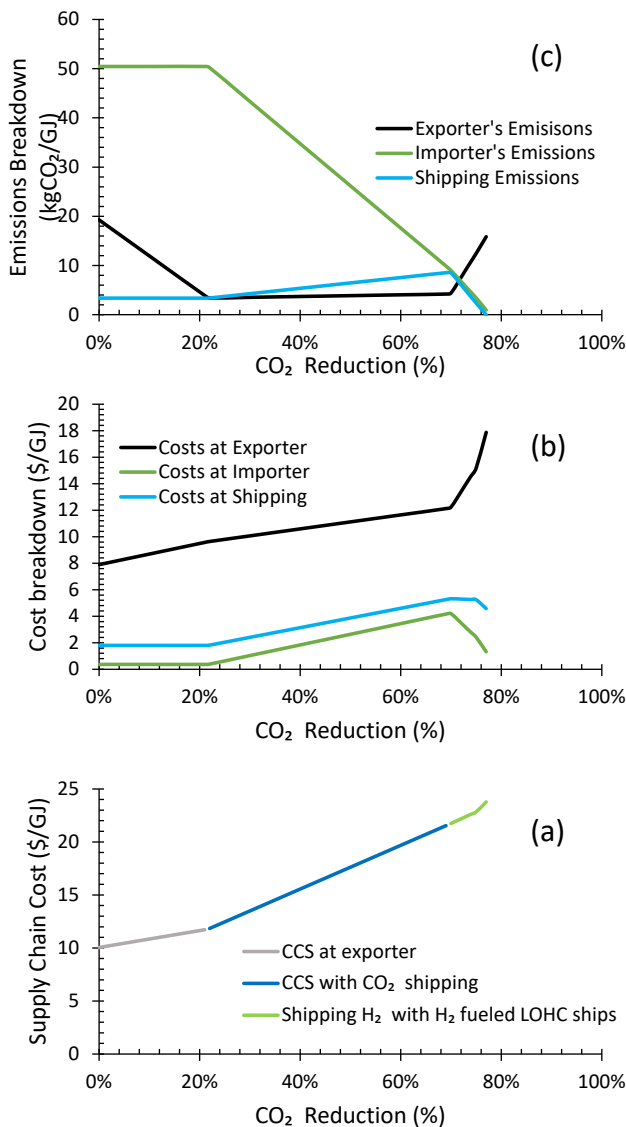 (c)
Emissions Breakdown
(kgCO₂/GJ)
60
50
40
30
20
10
0
Exporter's Emisisons
Importer's Emissions
Shipping Emissions
0% 20% 40% 60% 80% 100%
CO₂ Reduction (%)
(b)
Cost breakdown ($/GJ)
20
18
16
14
12
10
8
6
4
2
0
Costs at Exporter
Costs at Importer
Costs at Shipping
0% 20% 40% 60% 80% 100%
CO₂ Reduction (%)
(a)
Supply Chain Cost ($/GJ)
25
20
15
10
5
0
CCS at exporter
CCS with CO₂ shipping
Shipping H₂ with H₂ fueled LOHC ships
0% 20% 40% 60% 80% 100%
CO₂ Reduction (%)